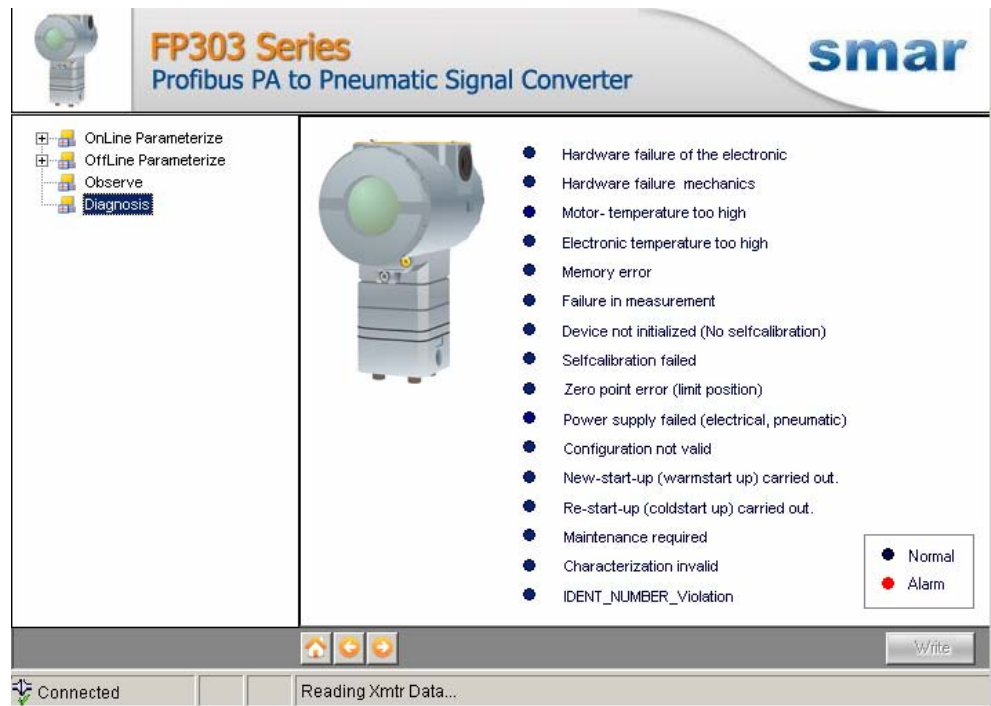 FP303 Series
Profibus PA to Pneumatic Signal Converter
smar
OnLine Parameterize
OffLine Parameterize
Observe
Diagnosis
Hardware failure of the electronic
Hardware failure mechanics
Motor- temperature too high
Electronic temperature too high
Memory error
Failure in measurement
Device not initialized (No selfcalibration)
Selfcalibration failed
Zero point error (limit position)
Power supply failed (electrical, pneumatic)
Configuration not valid
New-start-up (warmstart up) carried out.
Re-start-up (coldstart up) carried out.
Maintenance required
Characterization invalid
IDENT_NUMBER_Violation
Normal
Alarm
Write
Connected
Reading Xmtr Data...